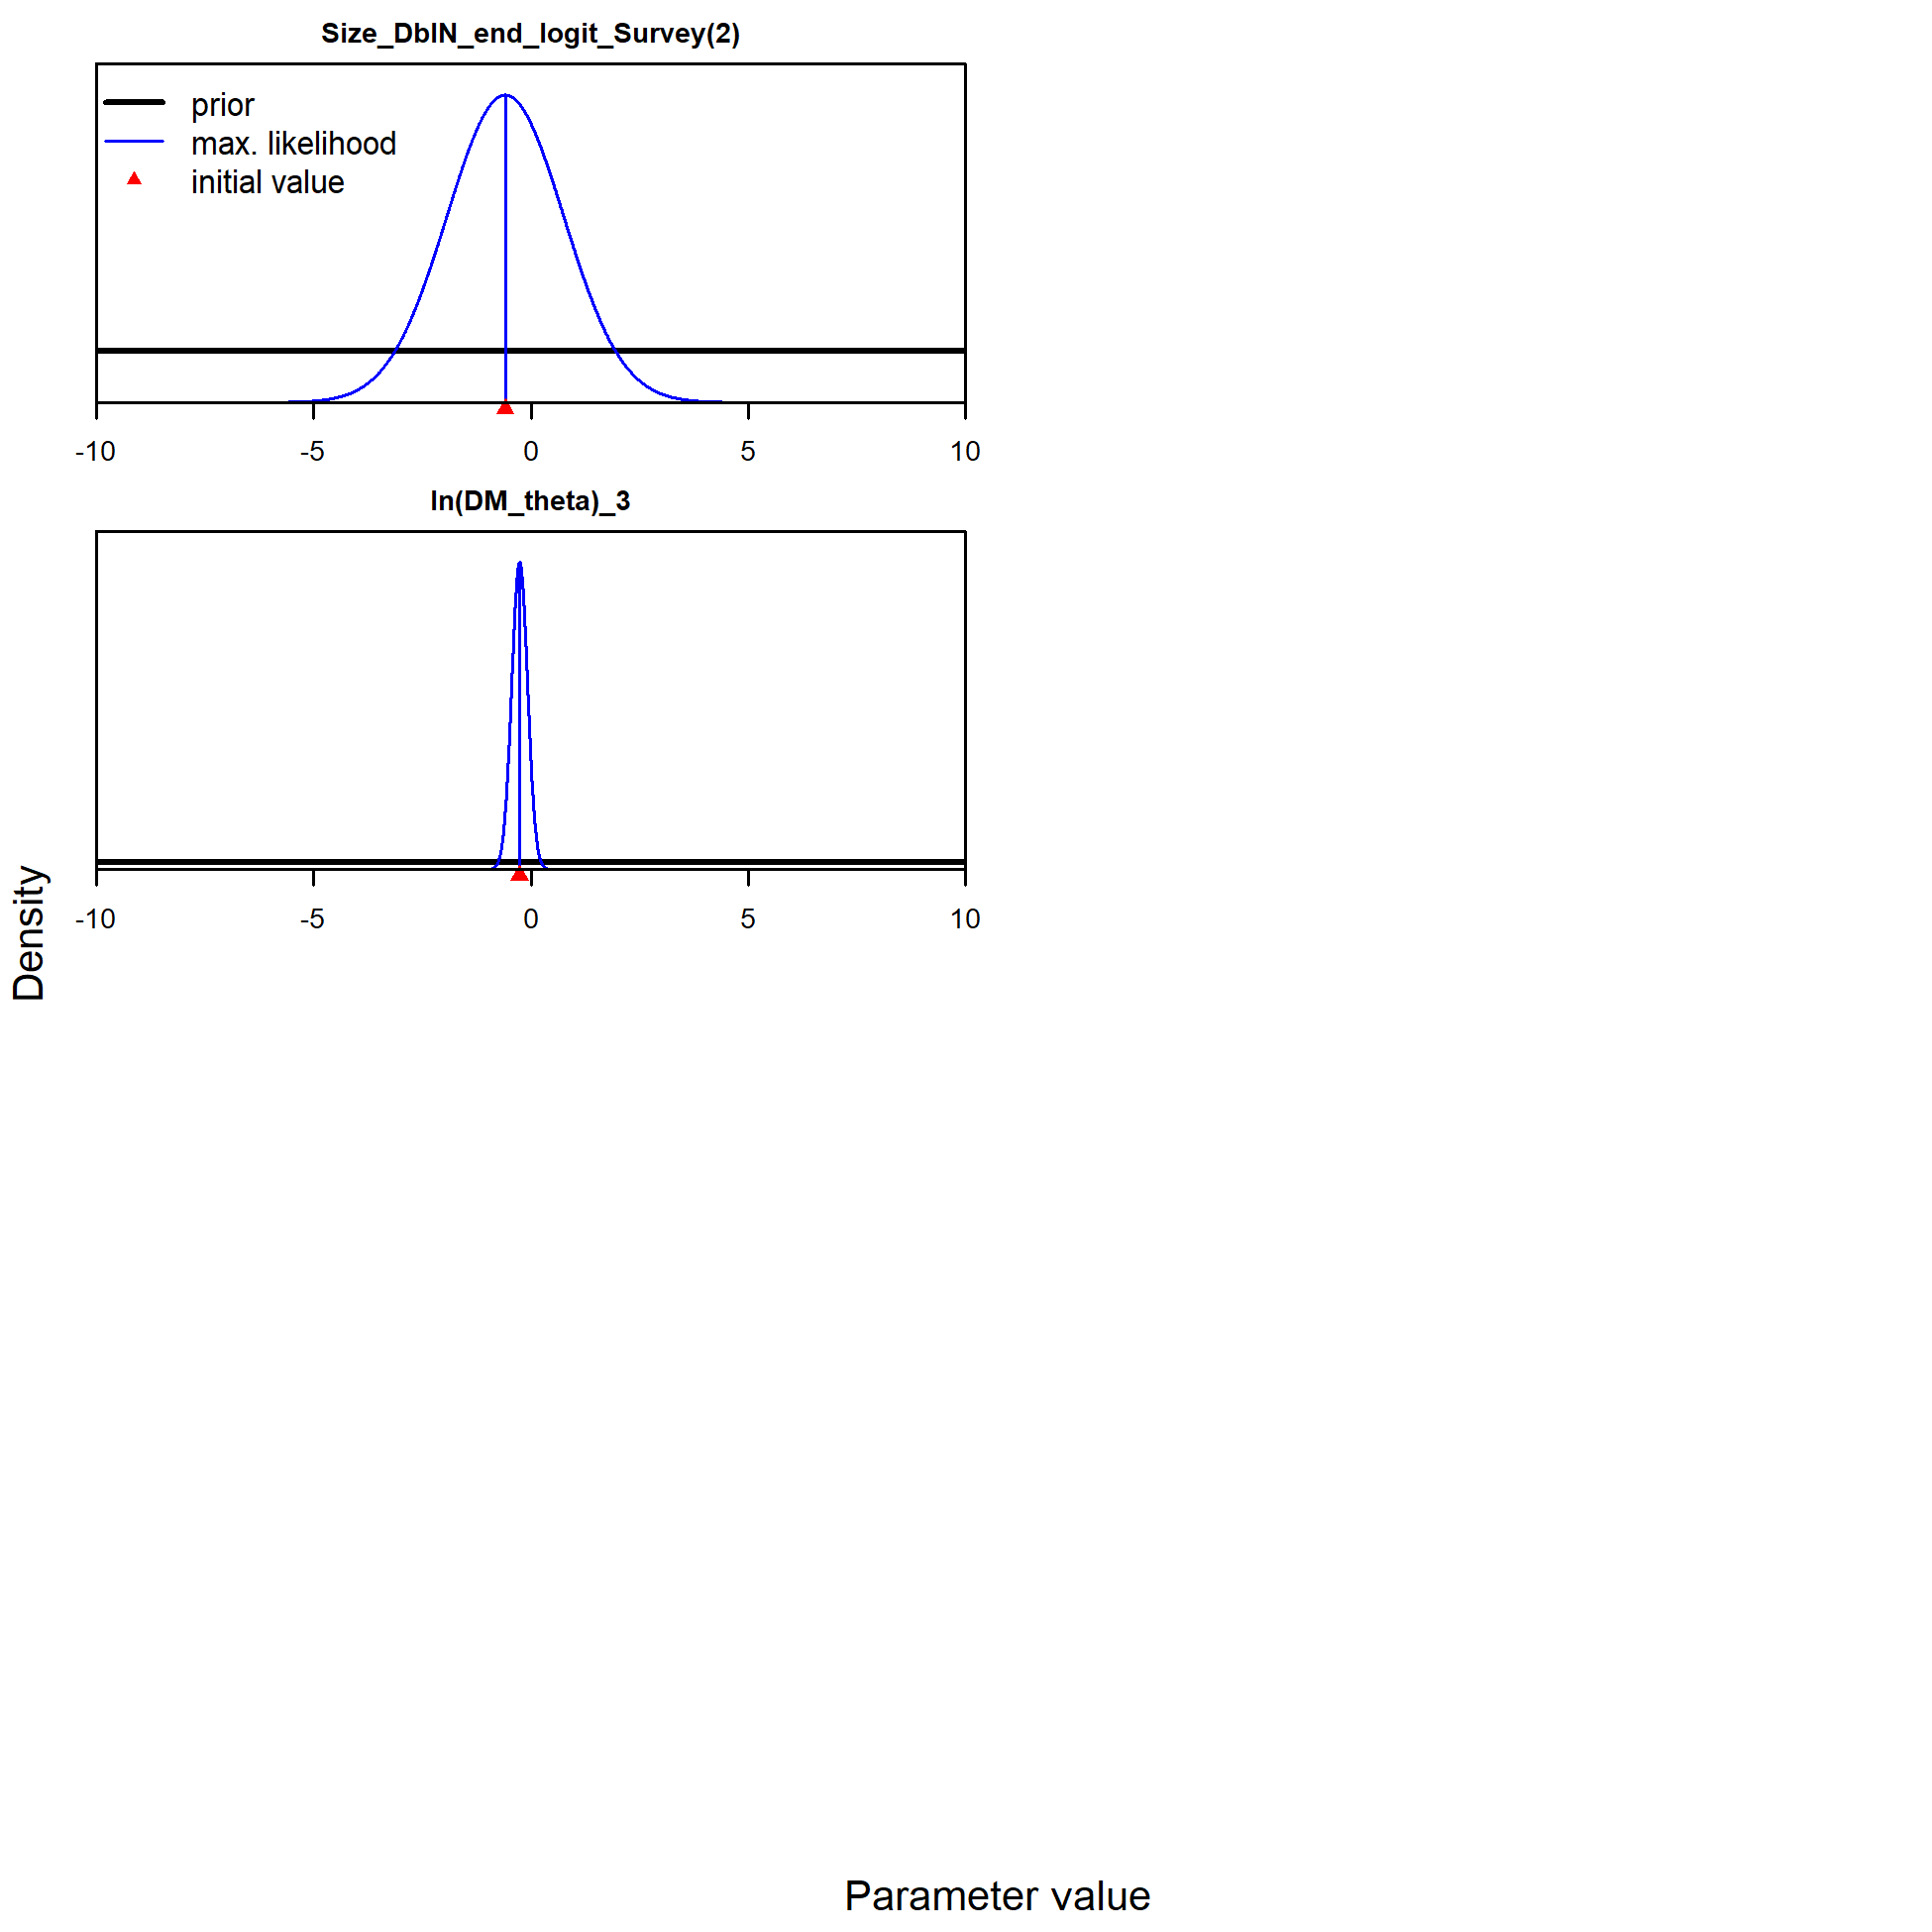 Size_DblN_end_logit_Survey(2)
prior
max. likelihood
initial value
-10 -5 0 5 10
ln(DM_theta)_3
-10 -5 0 5 10
Density
Parameter value